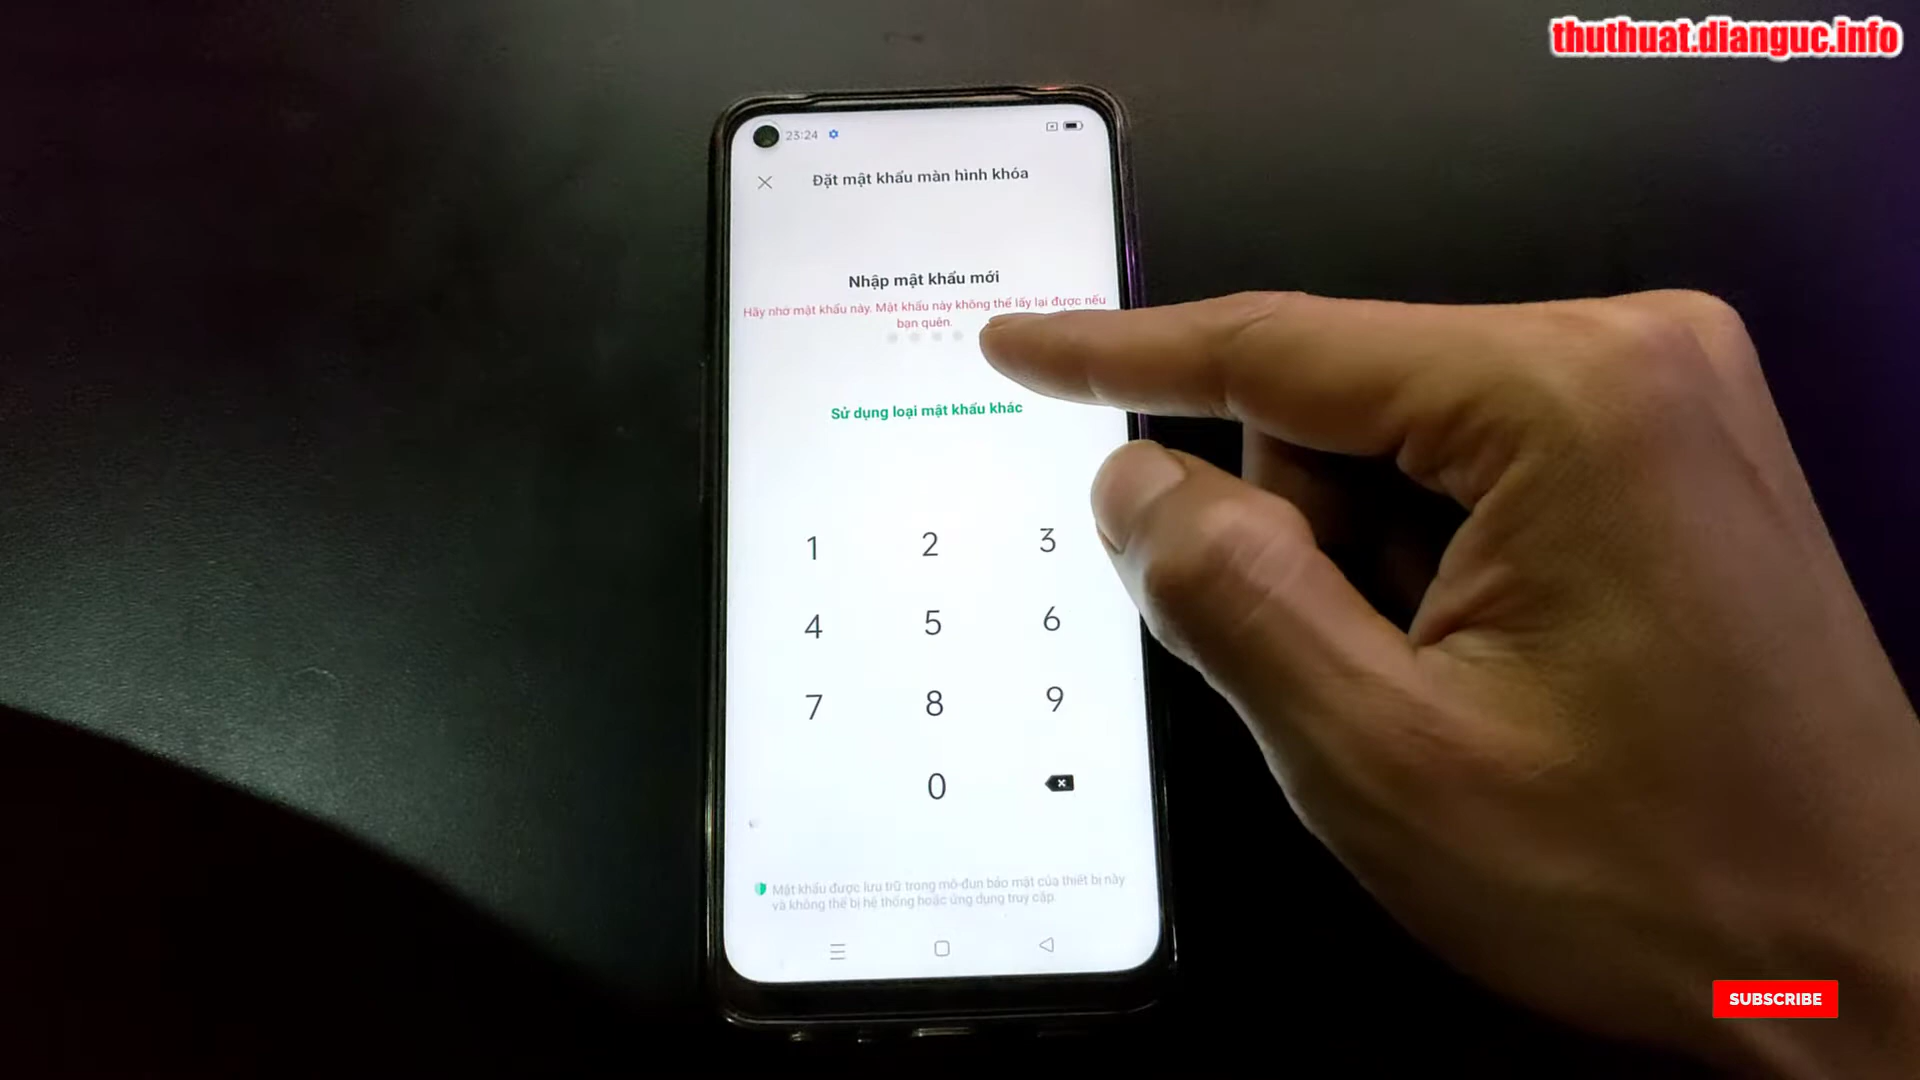 thuthuat.dianguc.info
23:24
Đặt mật khẩu màn hình khóa
Nhập mật khẩu mới
Hãy nhớ mật khẩu này. Mật khẩu này không thể lấy lại được nếu
bạn quên.
Sử dụng loại mật khẩu khác
1 2 3
4 5 6
7 8 9
0
Mật khẩu được lưu trữ trong mô-đun bảo mật của thiết bị này
và không thể bị hệ thống hoặc ứng dụng truy cập.
SUBSCRIBE